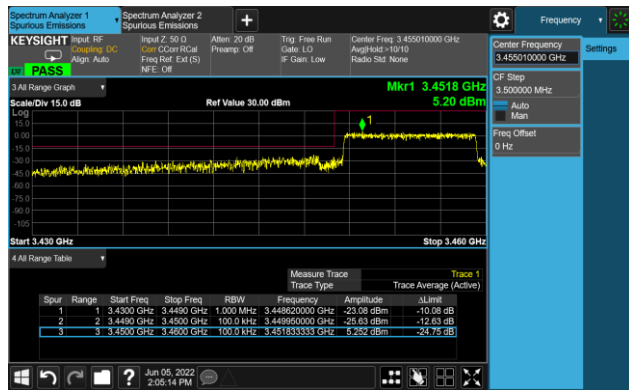 Spectrum Analyzer 1
Spurious Emissions
Spectrum Analyzer 2
Spurious Emissions
+
Frequency
KEYSIGHT
Input: RF
Coupling: DC
Align: Auto
Input Z: 50 Ω
Corr CCorr RCal
Freq Ref: Ext (S)
NFE: Off
Atten: 20 dB
Preamp: Off
Trig: Free Run
Gate: LO
IF Gain: Low
Center Freq: 3.455010000 GHz
Avg|Hold:>10/10
Radio Std: None
PASS
Center Frequency
3.455010000 GHz
Settings
CF Step
3.500000 MHz
Auto
Man
Freq Offset
0 Hz
3 All Range Graph
Mkr1 3.4518 GHz
Scale/Div 15.0 dB
Ref Value 30.00 dBm
5.20 dBm
Log
15.0
0.00
-15.0
-30.0
-45.0
-60.0
-75.0
-90.0
-105
1
Start 3.430 GHz
Stop 3.460 GHz
4 All Range Table
Measure Trace Trace 1
Trace Type Trace Average (Active)
Spur Range Start Freq Stop Freq RBW Frequency Amplitude ΔLimit
1 1 3.4300 GHz 3.4490 GHz 1.000 MHz 3.448620000 GHz -23.08 dBm -10.08 dB
2 2 3.4490 GHz 3.4500 GHz 100.0 kHz 3.449950000 GHz -25.63 dBm -12.63 dB
3 3 3.4500 GHz 3.4600 GHz 100.0 kHz 3.451833333 GHz 5.252 dBm -24.75 dB
?
Jun 05, 2022
2:05:14 PM